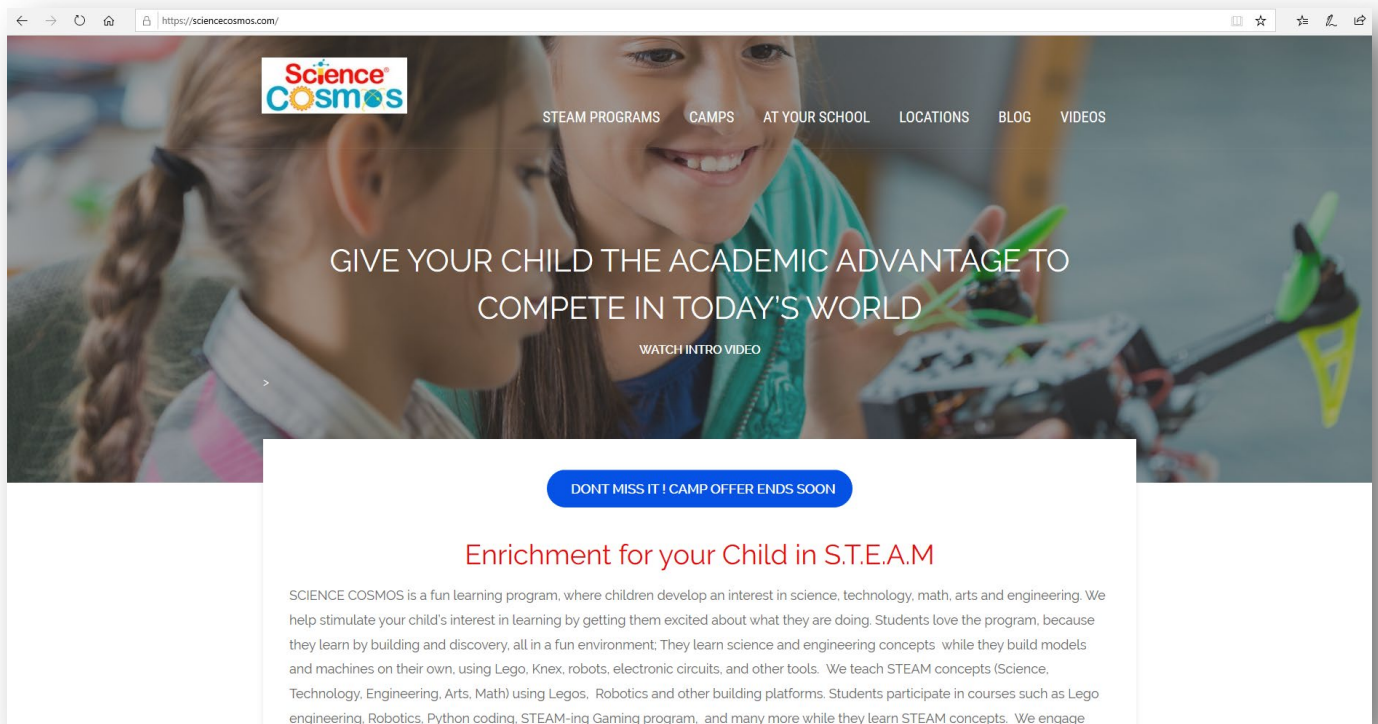 https://sciencecosmos.com/
Science®
Cosmos
STEAM PROGRAMS CAMPS AT YOUR SCHOOL LOCATIONS BLOG VIDEOS
GIVE YOUR CHILD THE ACADEMIC ADVANTAGE TO
COMPETE IN TODAY'S WORLD
WATCH INTRO VIDEO
>
DONT MISS IT ! CAMP OFFER ENDS SOON
Enrichment for your Child in S.T.E.A.M
SCIENCE COSMOS is a fun learning program, where children develop an interest in science, technology, math, arts and engineering. We
help stimulate your child's interest in learning by getting them excited about what they are doing. Students love the program, because
they learn by building and discovery, all in a fun environment; They learn science and engineering concepts while they build models
and machines on their own, using Lego, Knex, robots, electronic circuits, and other tools. We teach STEAM concepts (Science,
Technology, Engineering, Arts, Math) using Legos, Robotics and other building platforms. Students participate in courses such as Lego
engineering, Robotics, Python coding, STEAM-ing Gaming program, and many more while they learn STEAM concepts. We engage